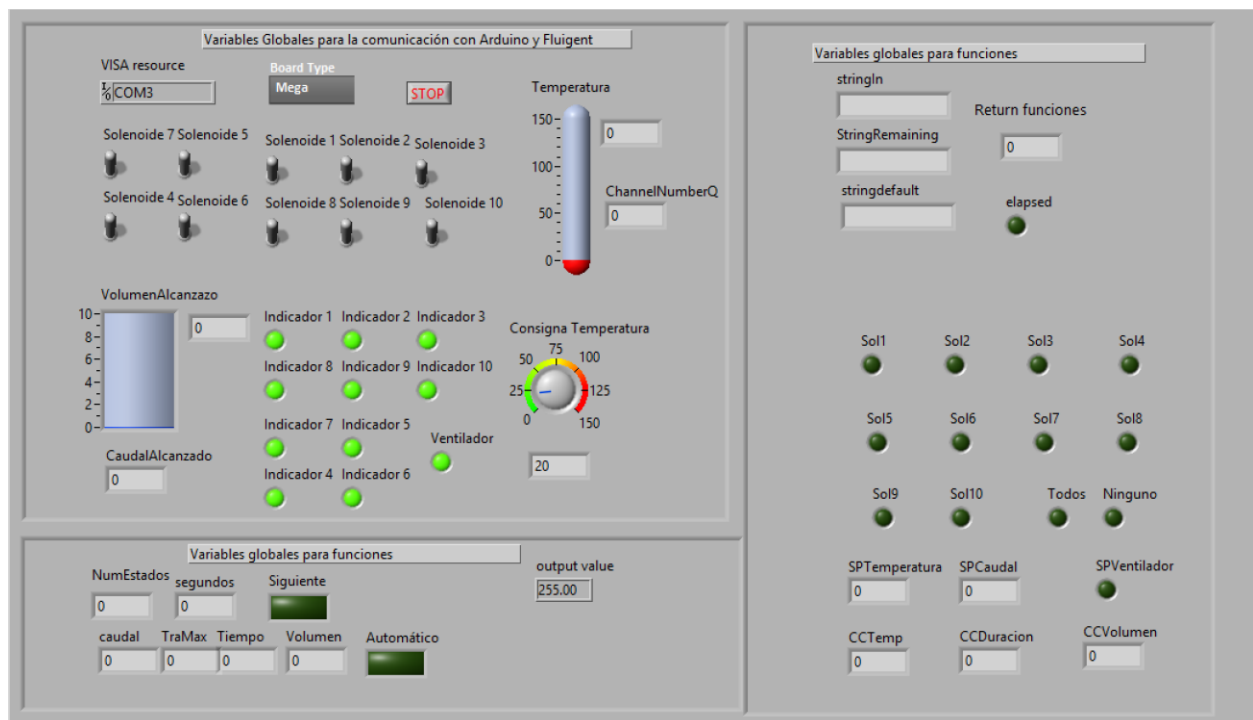 Variables Globales para la comunicación con Arduino y Fluigent
VISA resource
COM3
Board Type
Mega
STOP
Solenoide 7 Solenoide 5 Solenoide 1 Solenoide 2 Solenoide 3
Solenoide 4 Solenoide 6 Solenoide 8 Solenoide 9 Solenoide 10
Temperatura
150
100
50
0
0
ChannelNumberQ
0
VolumenAlcanzazo
10
8
6
4
2
0
0
CaudalAlcanzado
0
Indicador 1 Indicador 2 Indicador 3
Indicador 8 Indicador 9 Indicador 10
Indicador 7 Indicador 5
Indicador 4 Indicador 6
Ventilador
Consigna Temperatura
0 25 50 75 100 125 150
20
Variables globales para funciones
NumEstados segundos Siguiente
0 0
caudal TraMax Tiempo Volumen Automático
0 0 0 0
output value
255.00
Variables globales para funciones
stringIn
StringRemaining
stringdefault
Return funciones
0
elapsed
Sol1 Sol2 Sol3 Sol4
Sol5 Sol6 Sol7 Sol8
Sol9 Sol10 Todos Ninguno
SPTemperatura SPCaudal SPVentilador
0 0
CCTemp CCDuracion CCVolumen
0 0 0